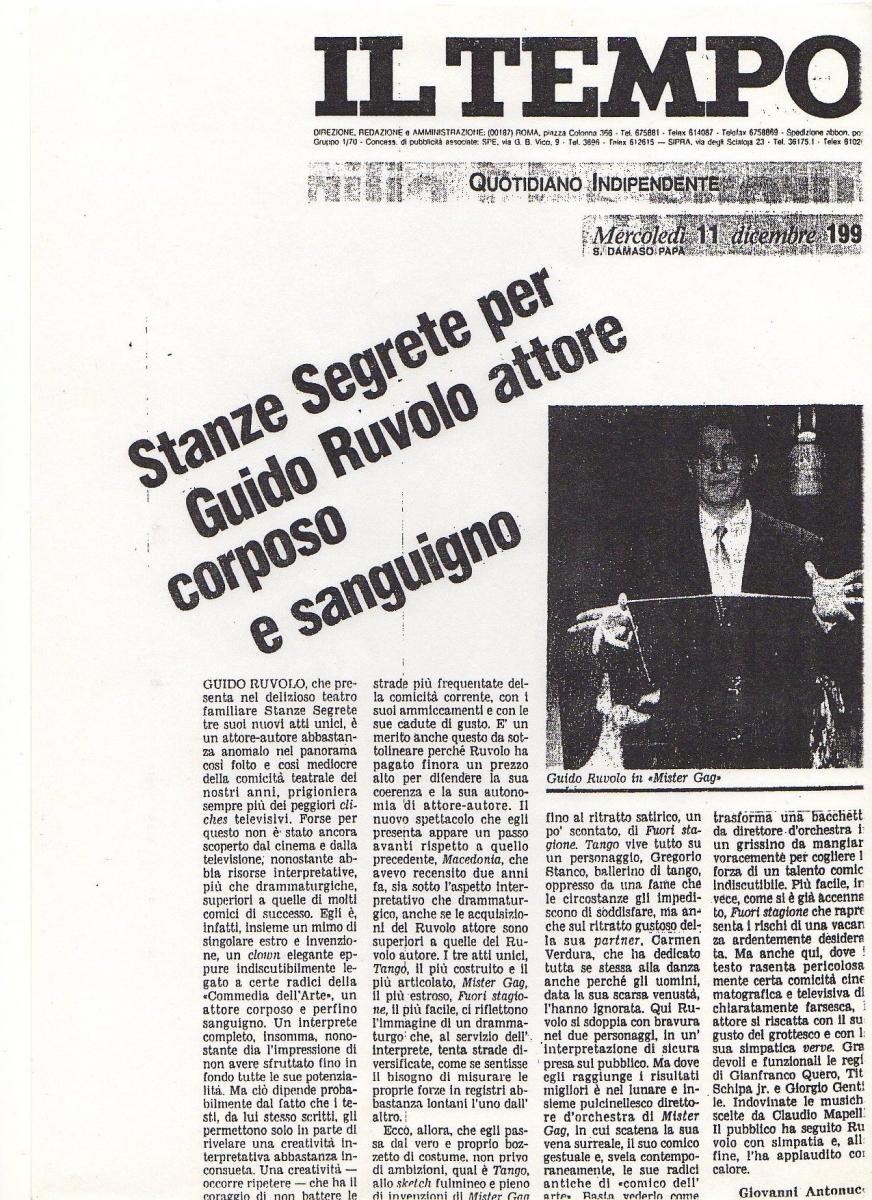 IL TEMPO
DIREZIONE, REDAZIONE e AMMINISTRAZIONE: (00187) ROMA, piazza Colonna 366 - Tel. 675881 - Telex 614087 - Telefax 6758869 - Spedizione abbon. po
Gruppo 1/70 - Concess. di pubblicità associate: SPE, via G. B. Vico, 9 - Tel. 3696 - Telex 612615 — SIPRA, via degli Scialoja 23 - Tel. 36175.1 - Telex 6102
QUOTIDIANO INDIPENDENTE
Mercoledì 11 dicembre 199
S. DAMASO PAPA
Stanze Segrete per
Guido Ruvolo attore
corposo
e sanguigno
GUIDO RUVOLO, che pre-
senta nel delizioso teatro
familiare Stanze Segrete
tre suoi nuovi atti unici, è
un attore-autore abbastan-
za anomalo nel panorama
così folto e così mediocre
della comicità teatrale dei
nostri anni, prigioniera
sempre più dei peggiori cli-
ches televisivi. Forse per
questo non è stato ancora
scoperto dal cinema e dalla
televisione, nonostante ab-
bia risorse interpretative,
più che drammaturgiche,
superiori a quelle di molti
comici di successo. Egli è,
infatti, insieme un mimo di
singolare estro e invenzio-
ne, un clown elegante ep-
pure indiscutibilmente le-
gato a certe radici della
«Commedia dell'Arte», un
attore corposo e perfino
sanguigno. Un interprete
completo, insomma, nono-
stante dia l'impressione di
non avere sfruttato fino in
fondo tutte le sue potenzia-
lità. Ma ciò dipende proba-
bilmente dal fatto che i te-
sti, da lui stesso scritti, gli
permettono solo in parte di
rivelare una creatività in-
terpretativa abbastanza in-
consueta. Una creatività —
occorre ripetere — che ha il
coraggio di non battere le
strade più frequentate del-
la comicità corrente, con i
suoi ammiccamenti e con le
sue cadute di gusto. E' un
merito anche questo da sot-
tolineare perché Ruvolo ha
pagato finora un prezzo
alto per difendere la sua
coerenza e la sua autono-
mia di attore-autore. Il
nuovo spettacolo che egli
presenta appare un passo
avanti rispetto a quello
precedente, Macedonia, che
avevo recensito due anni
fa, sia sotto l'aspetto inter-
pretativo che drammatur-
gico, anche se le acquisizio-
ni del Ruvolo attore sono
superiori a quelle del Ru-
volo autore. I tre atti unici,
Tango, il più costruito e il
più articolato, Mister Gag,
il più estroso, Fuori stagio-
ne, il più facile, ci riflettono
l'immagine di un dramma-
turgo che, al servizio dell'
interprete, tenta strade di-
versificate, come se sentisse
il bisogno di misurare le
proprie forze in registri ab-
bastanza lontani l'uno dall'
altro.
Ecco, allora, che egli pas-
sa dal vero e proprio boz-
zetto di costume, non privo
di ambizioni, qual è Tango,
allo sketch fulmineo e pieno
di invenzioni di Mister Gag
Guido Ruvolo in «Mister Gag»
fino al ritratto satirico, un
po' scontato, di Fuori sta-
gione. Tango vive tutto su
un personaggio, Gregorio
Stanco, ballerino di tango,
oppresso da una fame che
le circostanze gli impedi-
scono di soddisfare, ma an-
che sul ritratto gustoso del-
la sua partner, Carmen
Verdura, che ha dedicato
tutta se stessa alla danza
anche perché gli uomini,
data la sua scarsa venustà,
l'hanno ignorata. Qui Ru-
volo si sdoppia con bravura
nei due personaggi, in un'
interpretazione di sicura
presa sul pubblico. Ma dove
egli raggiunge i risultati
migliori è nel lunare e in-
sieme pulcinellesco diretto-
re d'orchestra di Mister
Gag, in cui scatena la sua
vena surreale, il suo comico
gestuale e, svela contempo-
raneamente, le sue radici
antiche di «comico dell'
arte». Basta vederlo come
trasforma una bacchett
da direttore d'orchestra i
un grissino da mangiar
voracemente per cogliere l
forza di un talento comic
indiscutibile. Più facile, in
vece, come si è già accenna
to, Fuori stagione che rapre
senta i rischi di una vacan
za ardentemente desidera
ta. Ma anche qui, dove
testo rasenta pericolosa
mente certa comicità cine
matografica e televisiva di
chiaratamente farsesca,
attore si riscatta con il su
gusto del grottesco e con l
sua simpatica verve. Gra
devoli e funzionali le regi
di Gianfranco Quero, Tit
Schipa jr. e Giorgio Genti
le. Indovinate le musich
scelte da Claudio Mapell
Il pubblico ha seguito Ru
volo con simpatia e, all
fine, l'ha applaudito co
calore.
Giovanni Antonuc